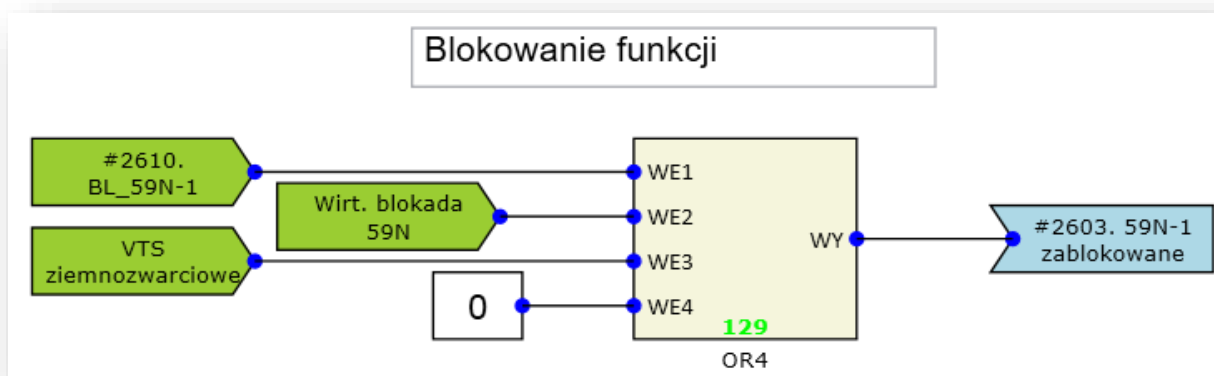 Blokowanie funkcji
#2610.
BL_59N-1
WE1
Wirt. blokada
59N
WE2
VTS
ziemnozwarciowe
WE3
0
WE4
WY
#2603. 59N-1
zablokowane
129
OR4